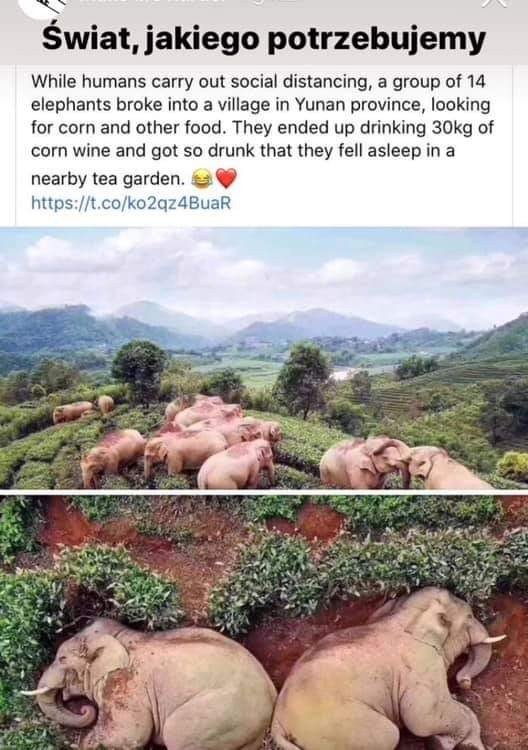 Świat, jakiego potrzebujemy
While humans carry out social distancing, a group of 14
elephants broke into a village in Yunan province, looking
for corn and other food. They ended up drinking 30kg of
corn wine and got so drunk that they fell asleep in a
nearby tea garden. 😂❤️
https://t.co/ko2qz4BuaR